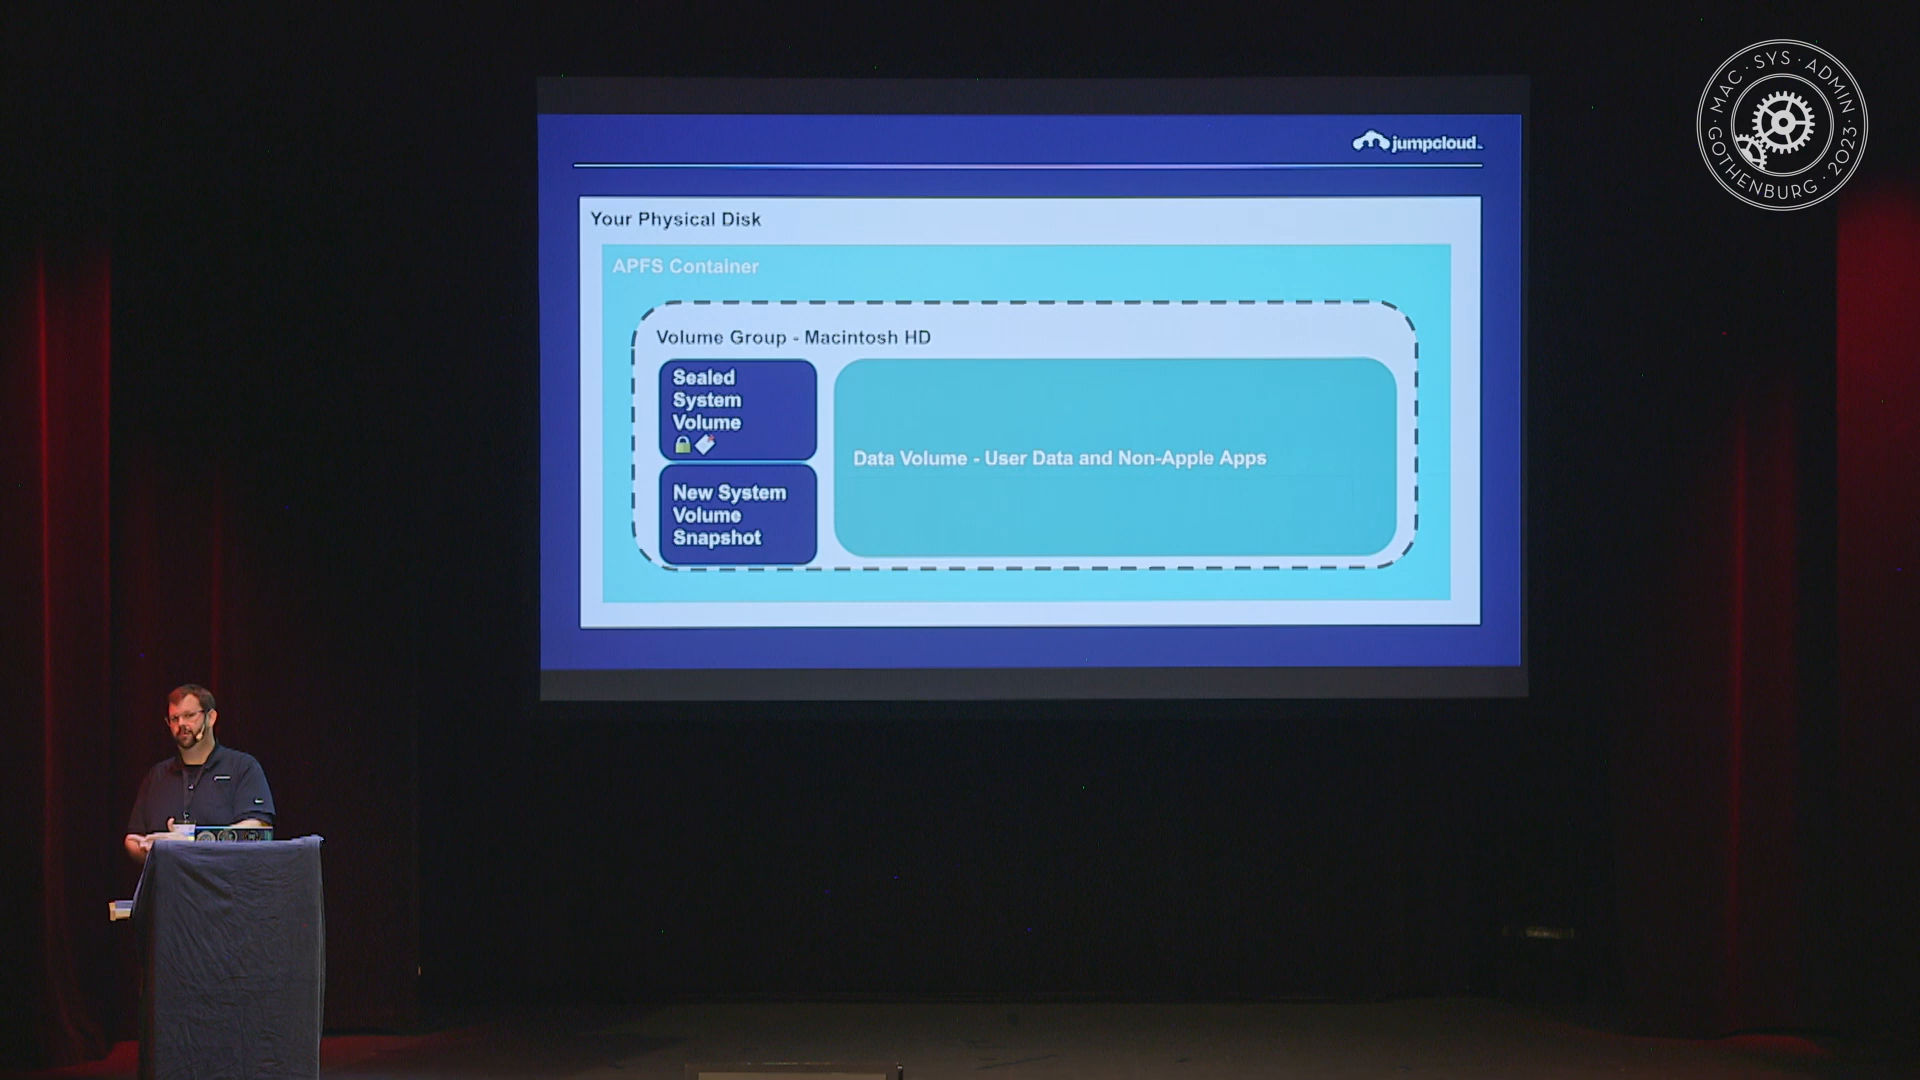 MAC · SYS · ADMIN · GOTHENBURG · 2023 ·
jumpcloud
Your Physical Disk
APFS Container
Volume Group - Macintosh HD
Sealed
System
Volume
Data Volume - User Data and Non-Apple Apps
New System
Volume
Snapshot